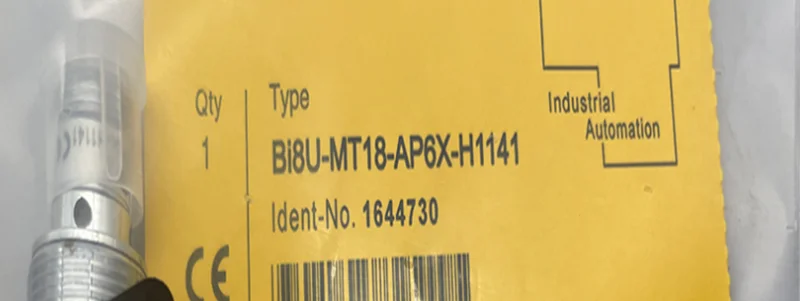 Qty
1
Type
Bi8U-MT18-AP6X-H1141
Ident-No. 1644730
Industrial
Automation
CE